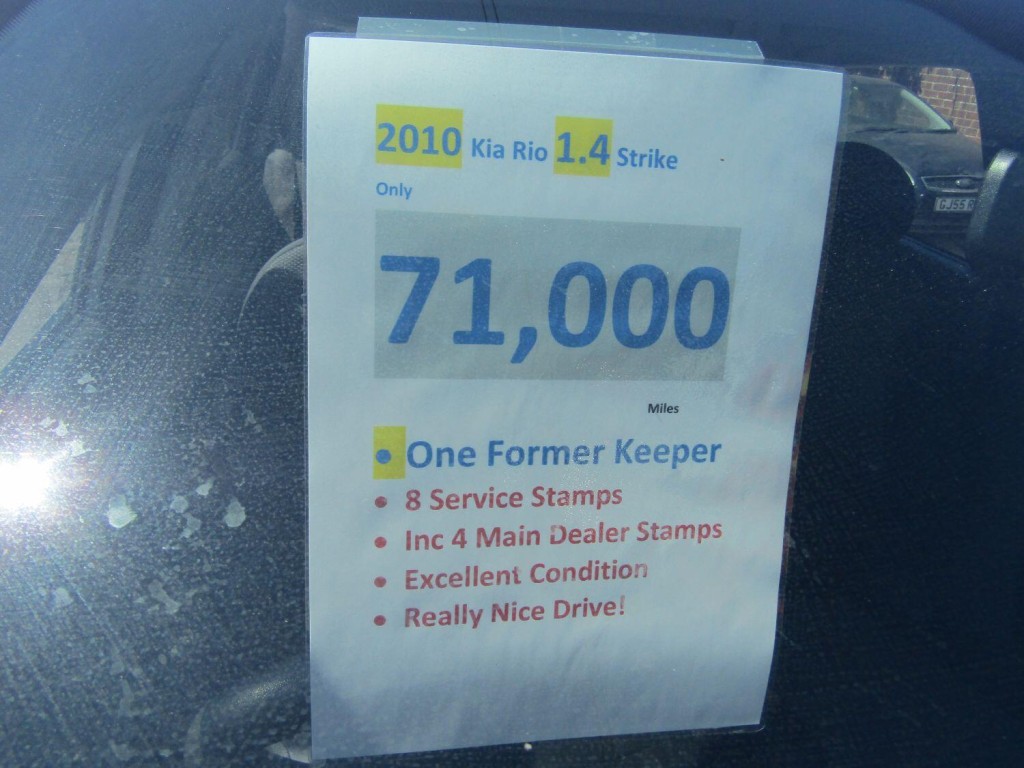 2010 Kia Rio 1.4 Strike
Only
71,000
Miles
• One Former Keeper
• 8 Service Stamps
• Inc 4 Main Dealer Stamps
• Excellent Condition
• Really Nice Drive!
GJ55